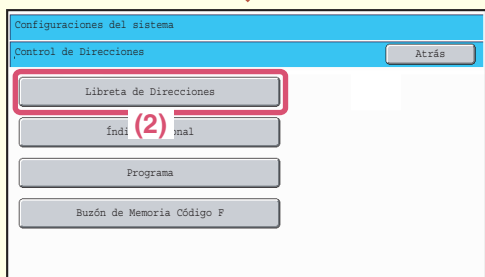 Configuraciones del sistema
Control de Direcciones
Atrás
Libreta de Direcciones
(2)
Programa
Buzón de Memoria Código F